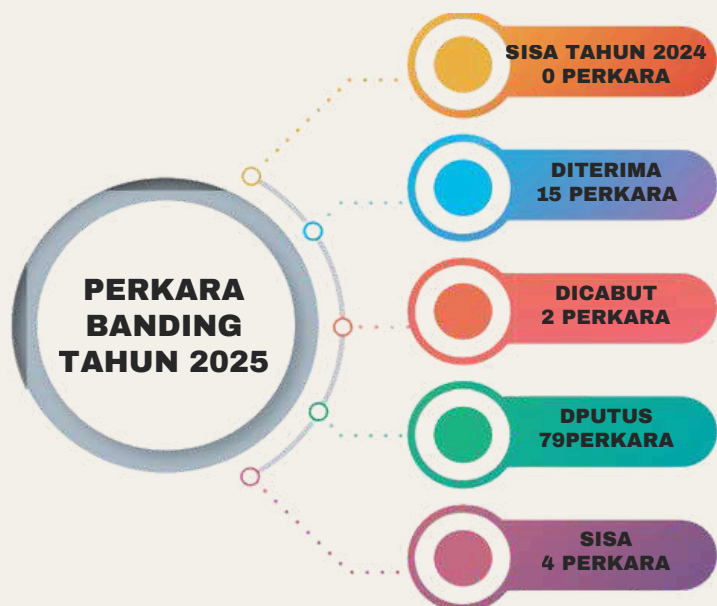 PERKARA
BANDING
TAHUN 2025
SISA TAHUN 2024
0 PERKARA
DITERIMA
15 PERKARA
DICABUT
2 PERKARA
DPUTUS
79PERKARA
SISA
4 PERKARA